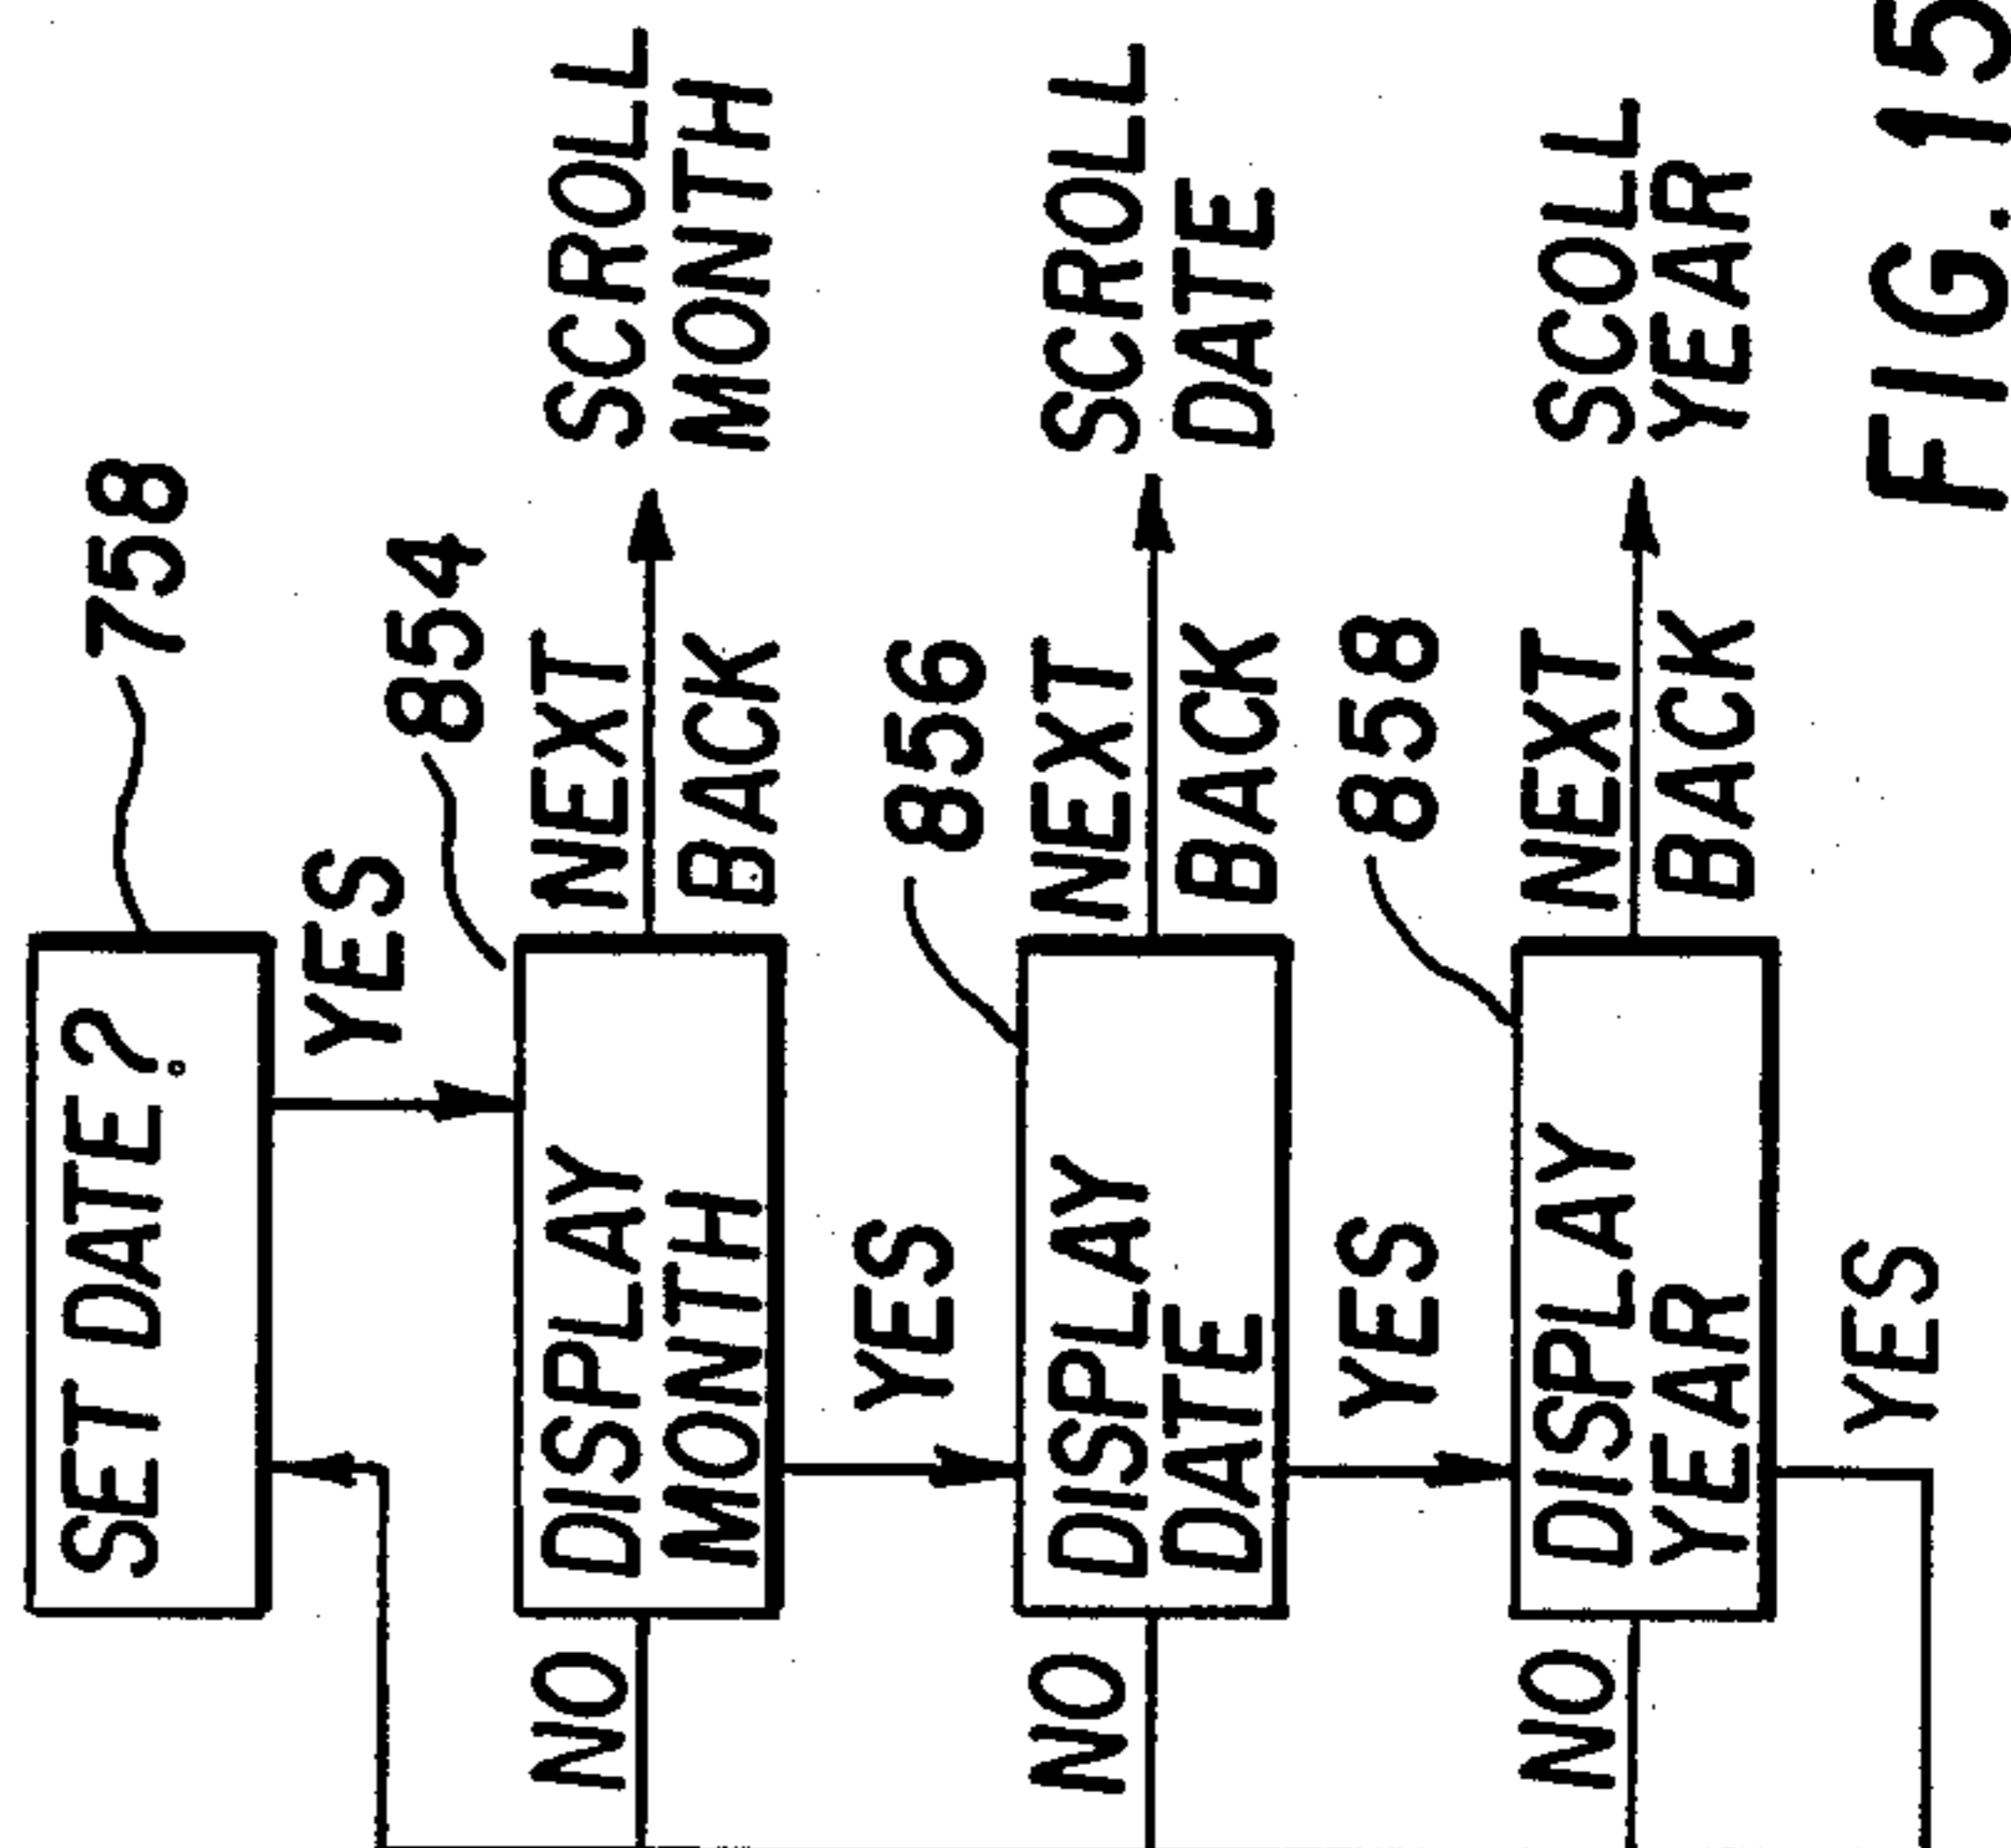 758
SET DATE?
YES
854
DISPLAY
MONTH
NO
NEXT
BACK
SCROLL
MONTH
YES
856
DISPLAY
DATE
NO
NEXT
BACK
SCROLL
DATE
YES
858
DISPLAY
YEAR
NO
NEXT
BACK
SCOLL
YEAR
YES
FIG. 15